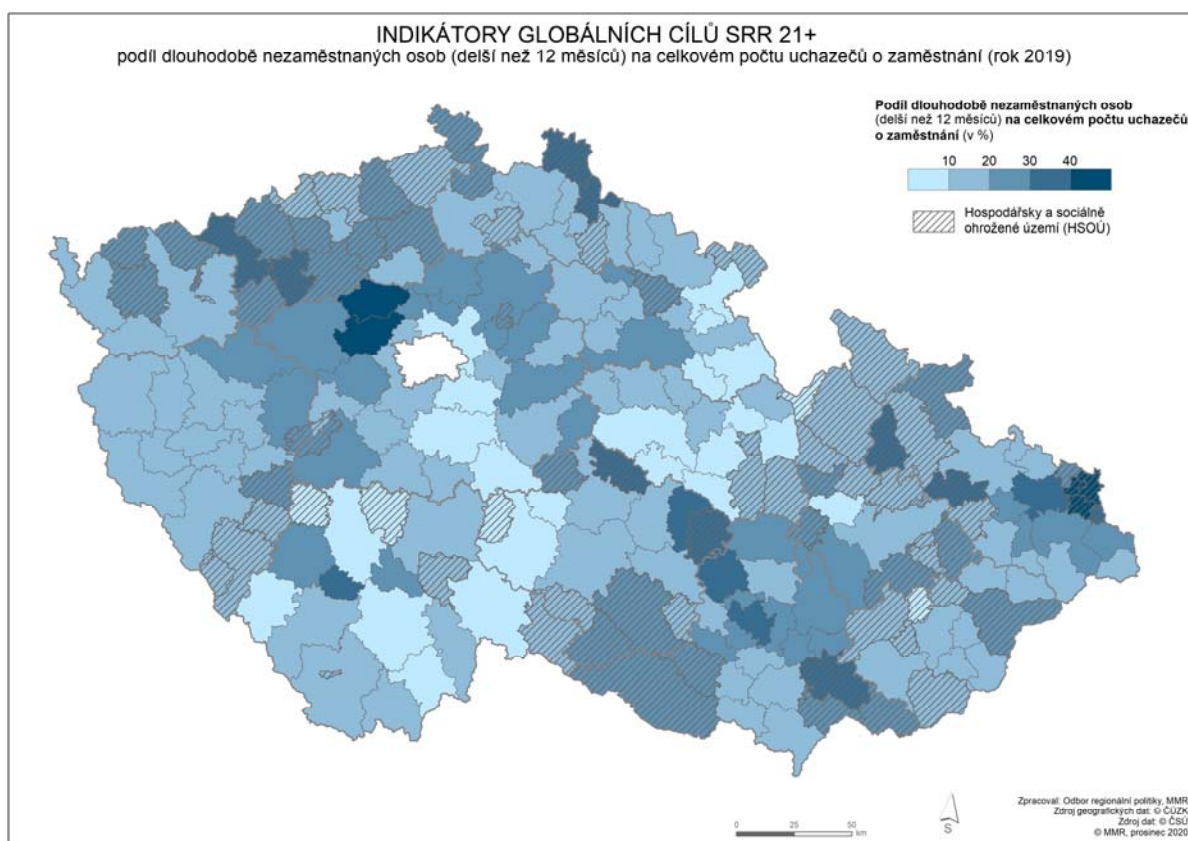 INDIKÁTORY GLOBÁLNÍCH CÍLŮ SRR 21+
podíl dlouhodobě nezaměstnaných osob (delší než 12 měsíců) na celkovém počtu uchazečů o zaměstnání (rok 2019)
Podíl dlouhodobě nezaměstnaných osob
(delší než 12 měsíců) na celkovém počtu uchazečů
o zaměstnání (v %)
10 20 30 40
Hospodářsky a sociálně
ohrožené území (HSOÚ)
S
0 25 50
km
Zpracoval: Odbor regionální politiky, MMR
Zdroj geografických dat: © ČÚZK
Zdroj dat: © ČSÚ
© MMR, prosinec 2020